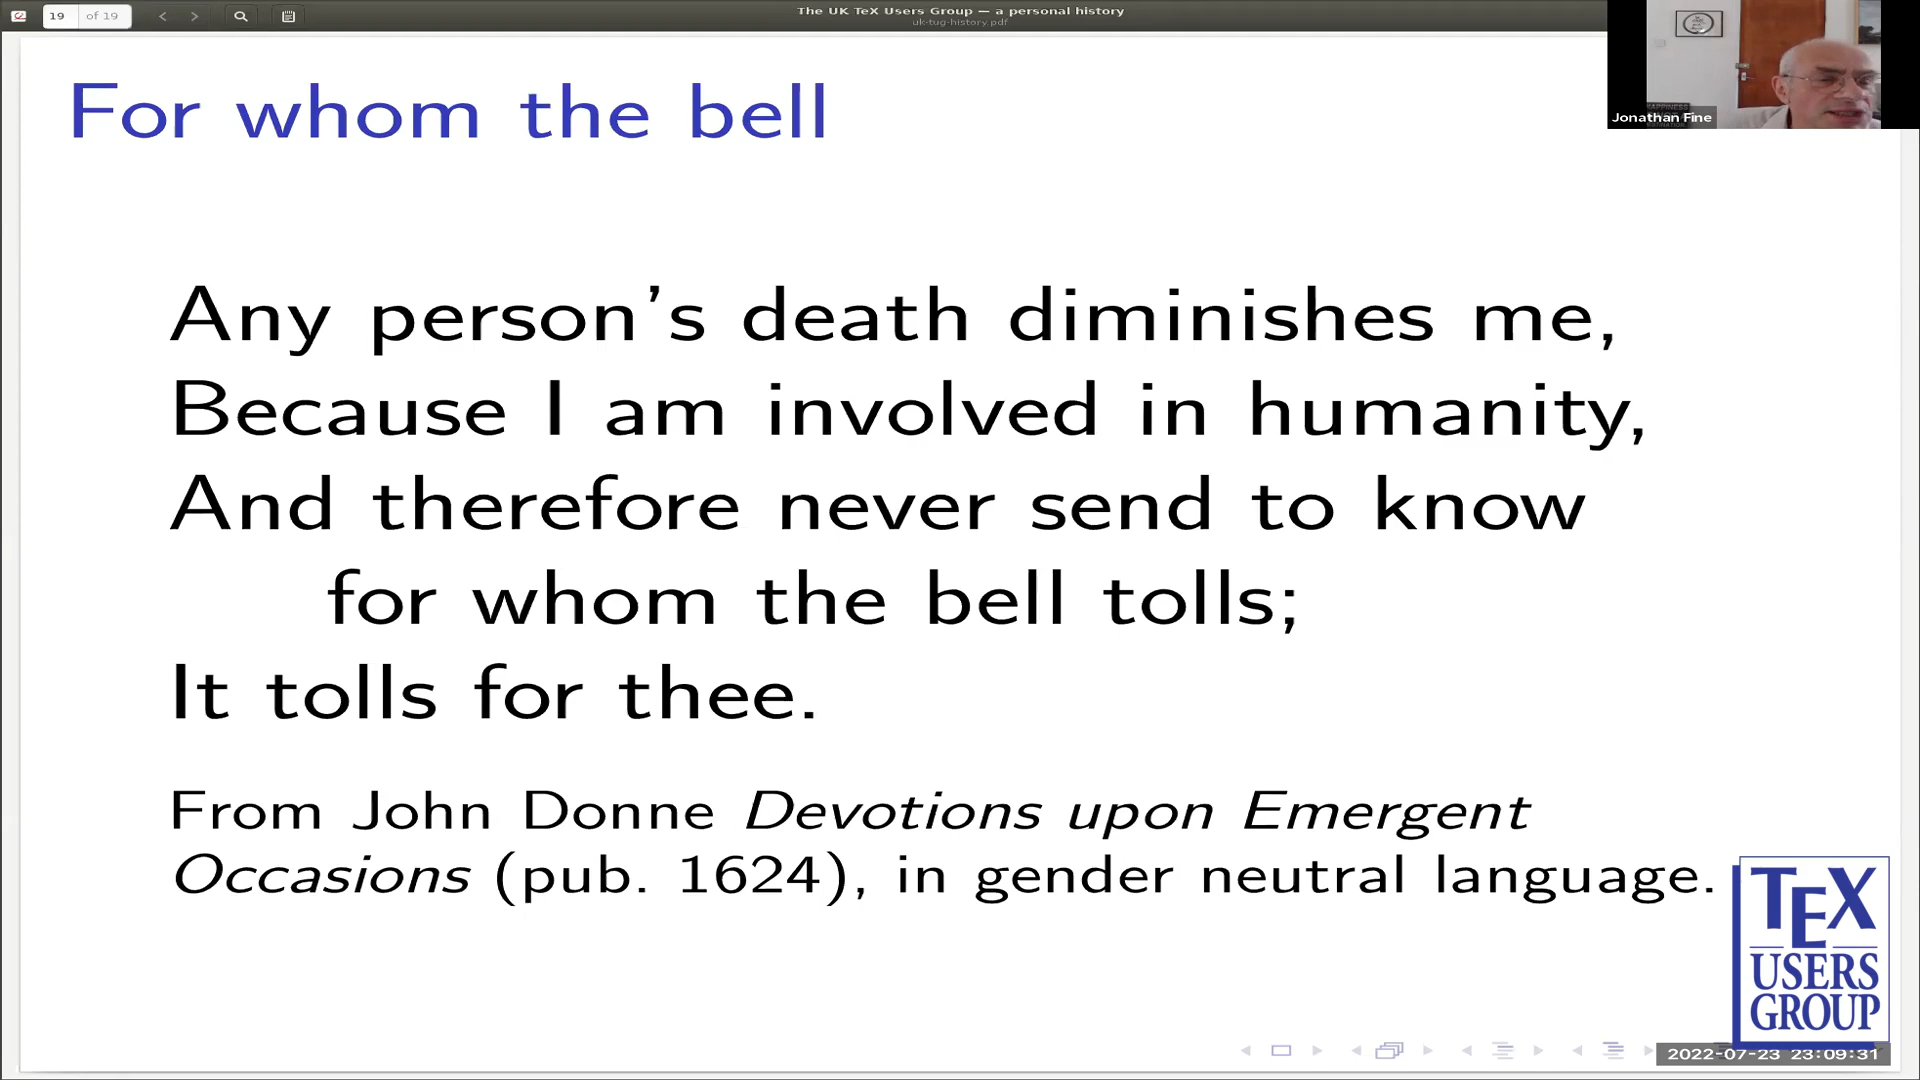 19 of 19
The UK TeX Users Group — a personal history
uk-tug-history.pdf
Jonathan Fine
For whom the bell
Any person's death diminishes me,
Because I am involved in humanity,
And therefore never send to know
for whom the bell tolls;
It tolls for thee.
From John Donne Devotions upon Emergent
Occasions (pub. 1624), in gender neutral language.
TEX
USERS
GROUP
2022-07-23 23:09:31